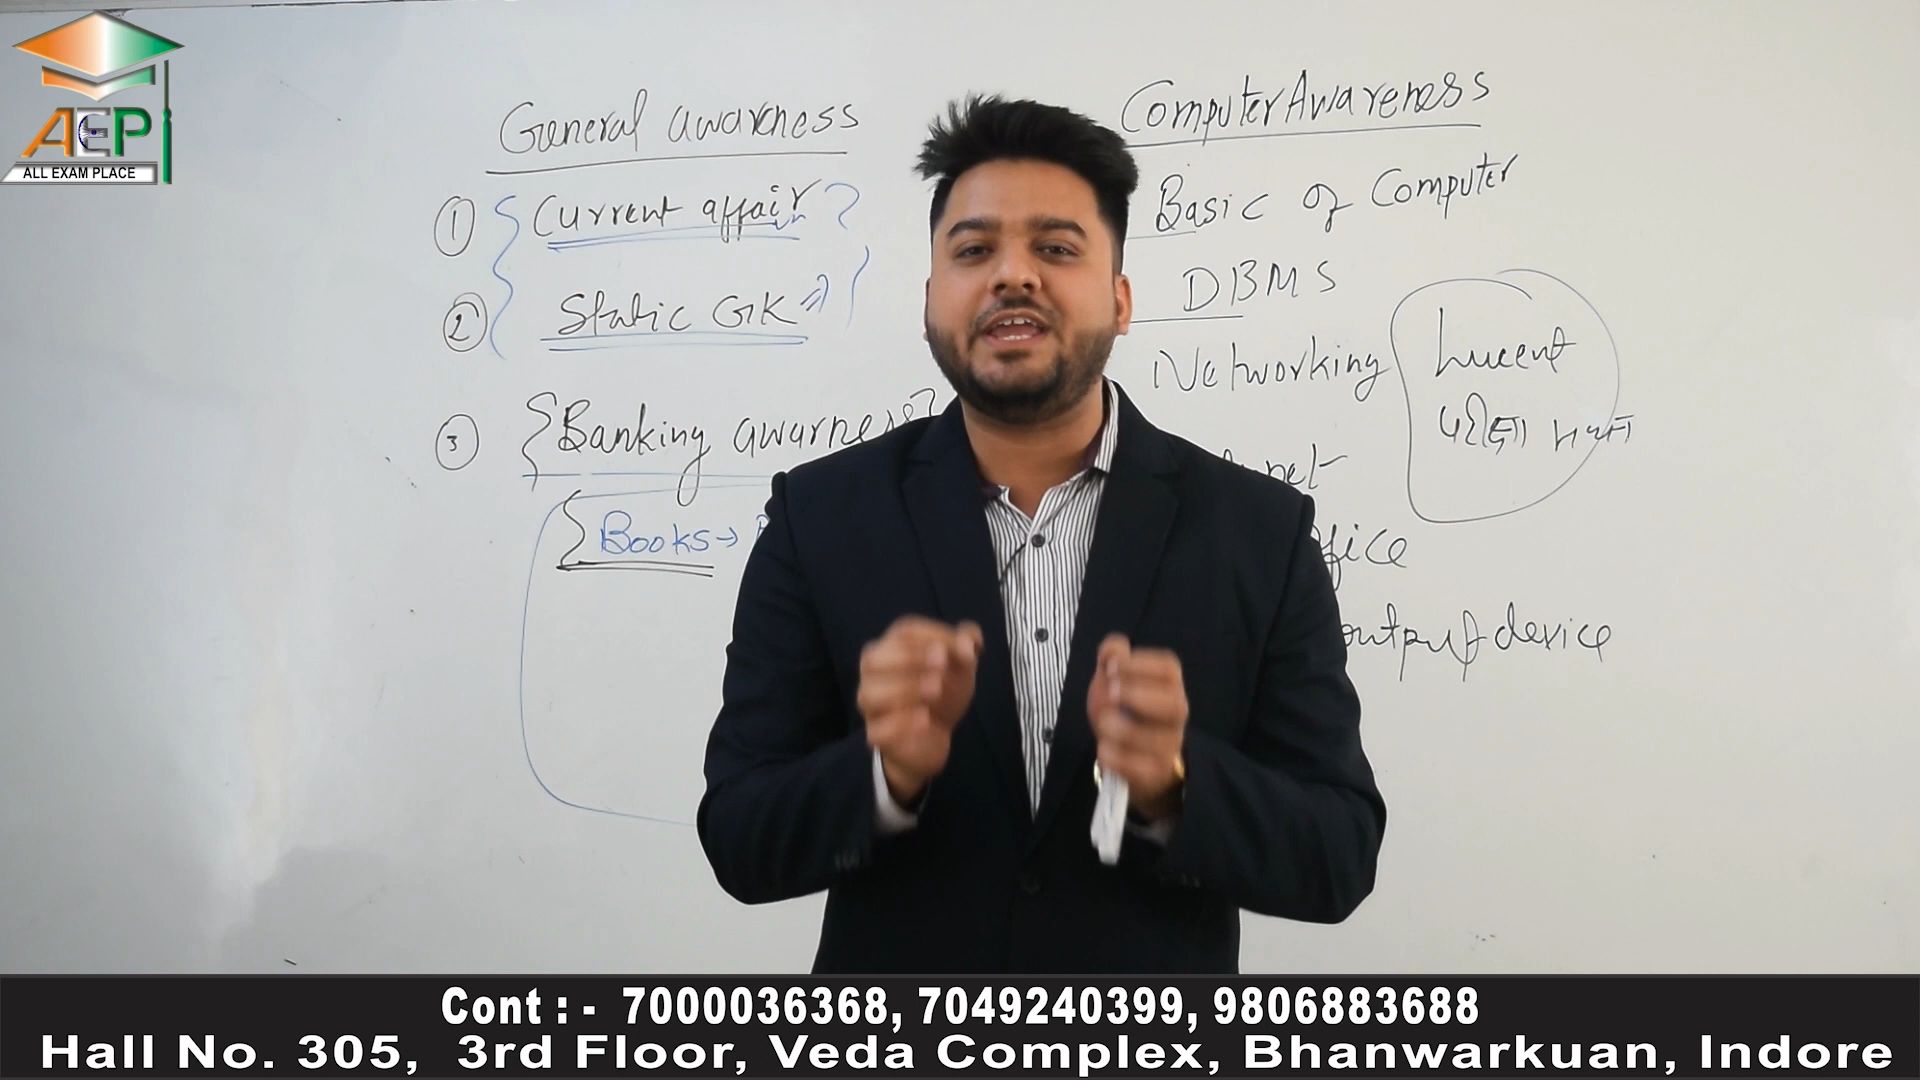 AEP
ALL EXAM PLACE
General awareness
① Current affair ?
② Static GK ⇒
③ Banking awarness
Books →
Computer Awareness
Basic of Computer
DBMS
Networking
Lucent
परीक्षा मंथन
output device
Cont : - 7000036368, 7049240399, 9806883688
Hall No. 305, 3rd Floor, Veda Complex, Bhanwarkuan, Indore